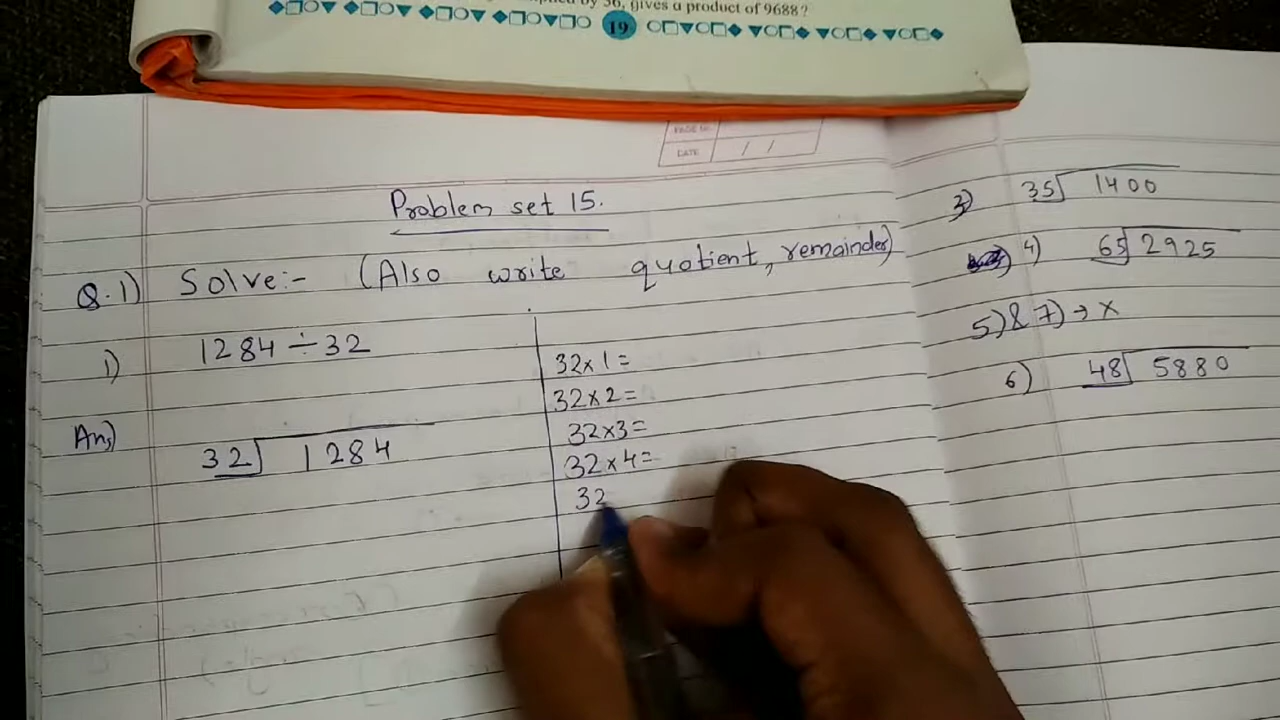 by 36, gives a product of 9688?
19
PAGE No.
DATE / /
Problem set 15.
Q.1) Solve:- (Also write quotient, remainder)
1) 1284 ÷ 32
Ans) 32 1284
32×1=
32×2=
32×3=
32×4=
32
3) 35 1400
4) 65 2925
5) & 7) → x
6) 48 5880